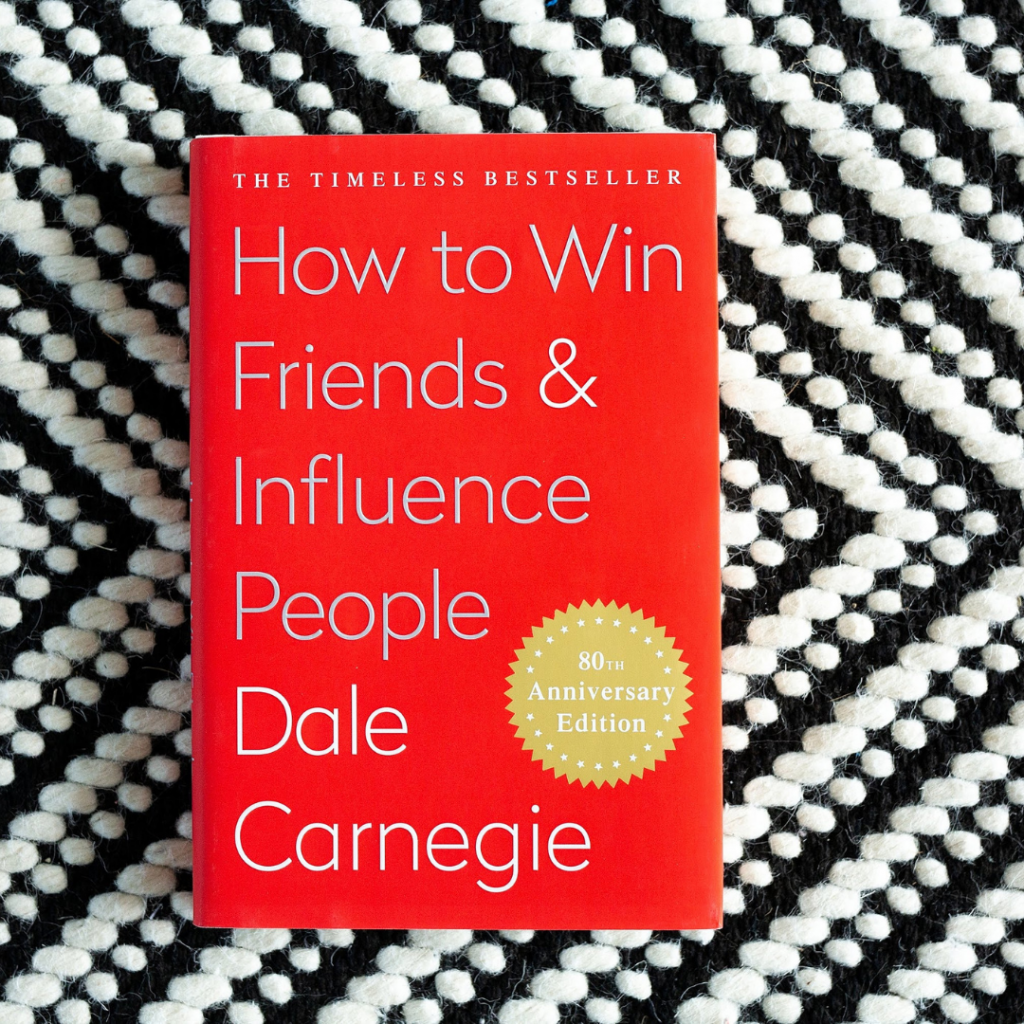 THE TIMELESS BESTSELLER
How to Win
Friends &
Influence
People
Dale
Carnegie
80TH
Anniversary
Edition